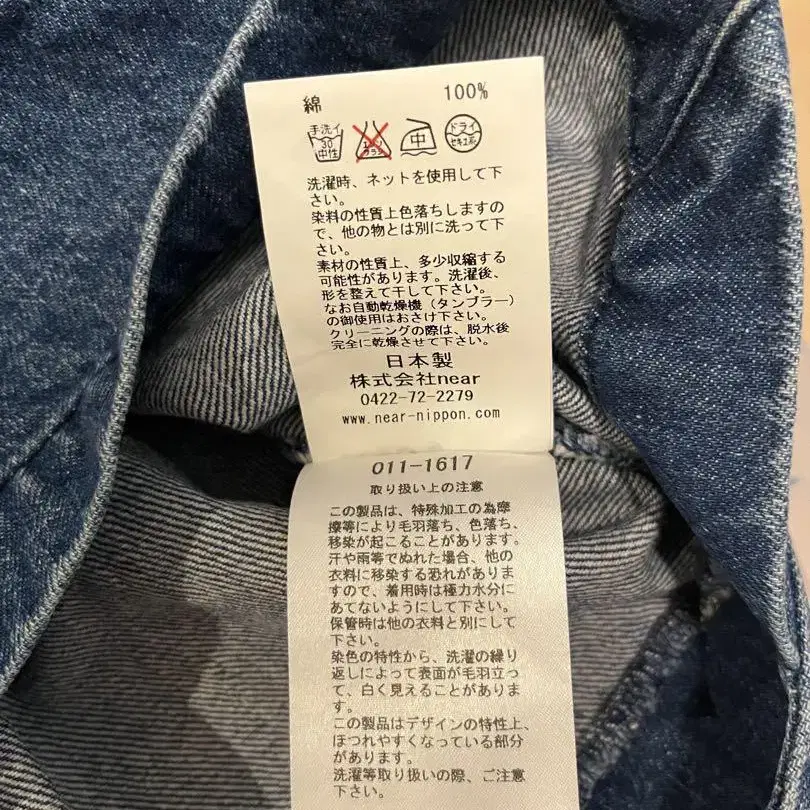 綿 100%
手洗イ
30
中性
エンソ
サラシ
中
ドライ
セキユ系
洗濯時、ネットを使用して下
さい。
染料の性質上色落ちしますの
で、他の物とは別に洗って下
さい。
素材の性質上、多少収縮する
可能性があります。洗濯後、
形を整えて干して下さい。
なお自動乾燥機（タンブラー）
の御使用はおさけ下さい。
クリーニングの際は、脱水後
完全に乾燥させて下さい。
日本製
株式会社near
0422-72-2279
www.near-nippon.com
011-1617
取り扱い上の注意
この製品は、特殊加工の為摩
擦等により毛羽落ち、色落ち、
移染が起こることがあります。
汗や雨等でぬれた場合、他の
衣料に移染する恐れがありま
すので、着用時は極力水分に
あてないようにして下さい。
保管時は他の衣料と別にして
下さい。
染色の特性から、洗濯の繰り
返しによって表面が毛羽立っ
て、白く見えることがありま
す。
この製品はデザインの特性上、
ほつれやすくなっている部分
があります。
洗濯等取り扱いの際、ご注意
下さい。